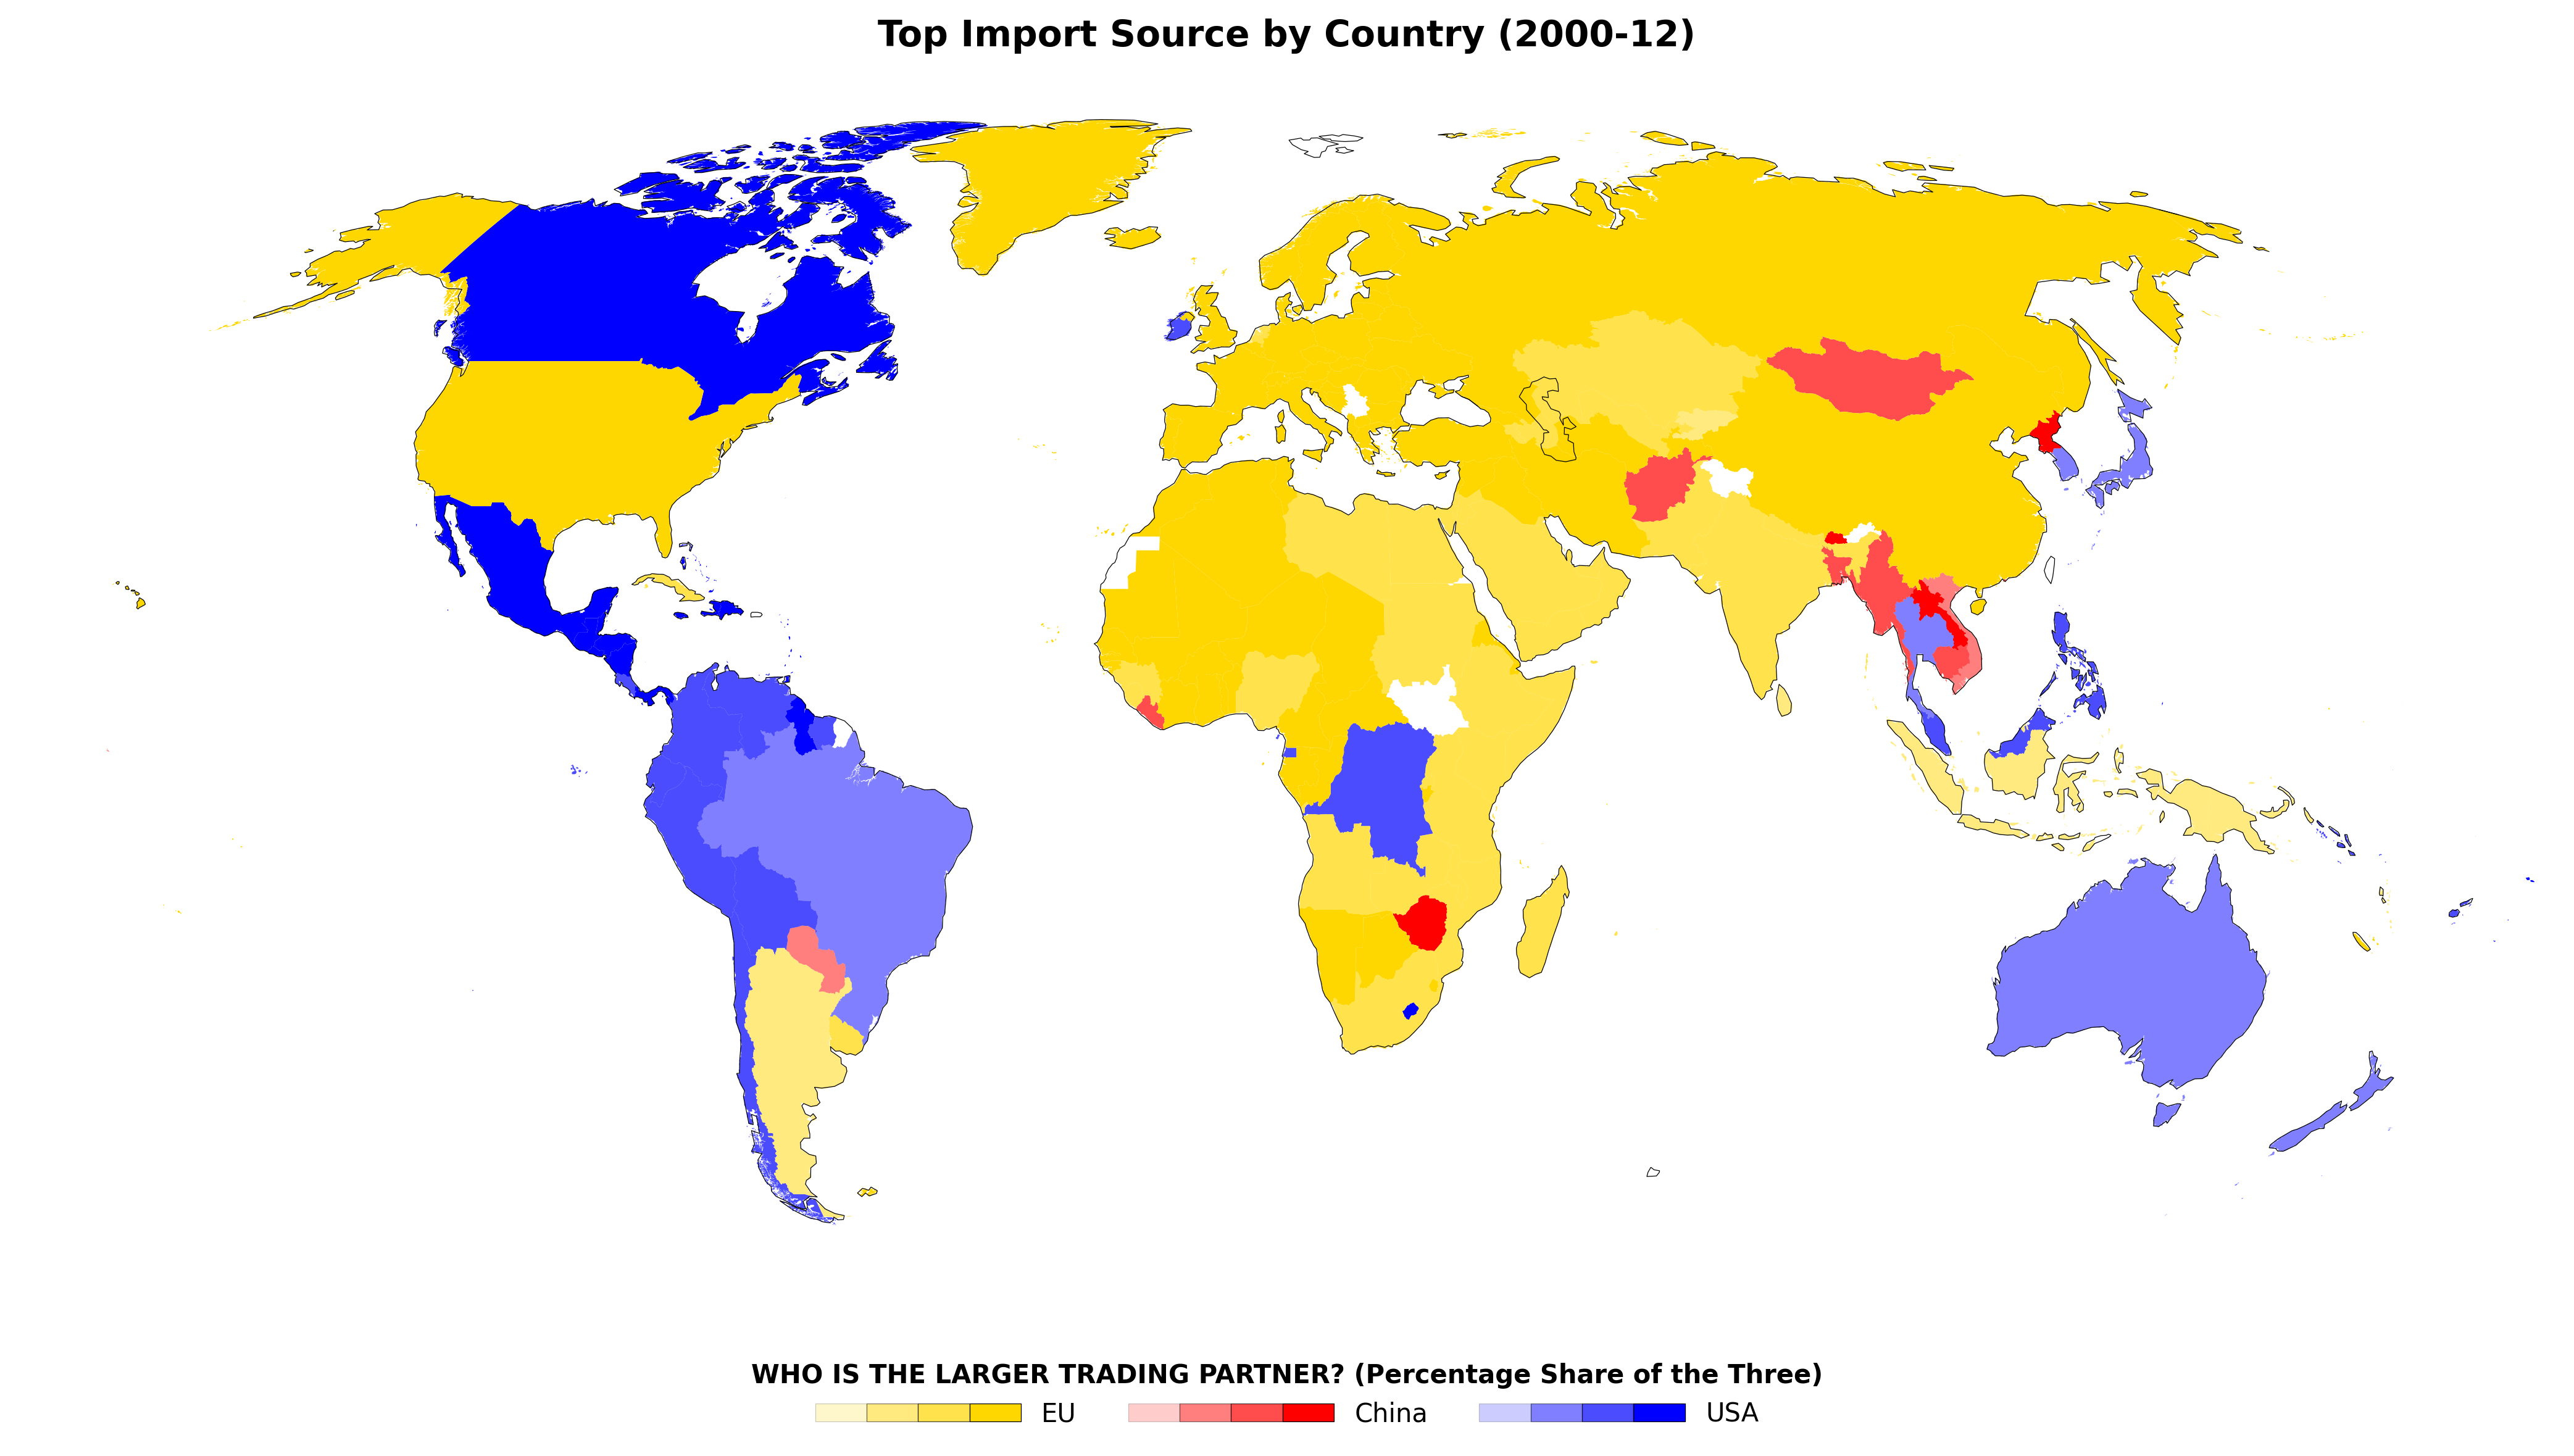 Top Import Source by Country (2000-12)
WHO IS THE LARGER TRADING PARTNER? (Percentage Share of the Three)
EU China USA